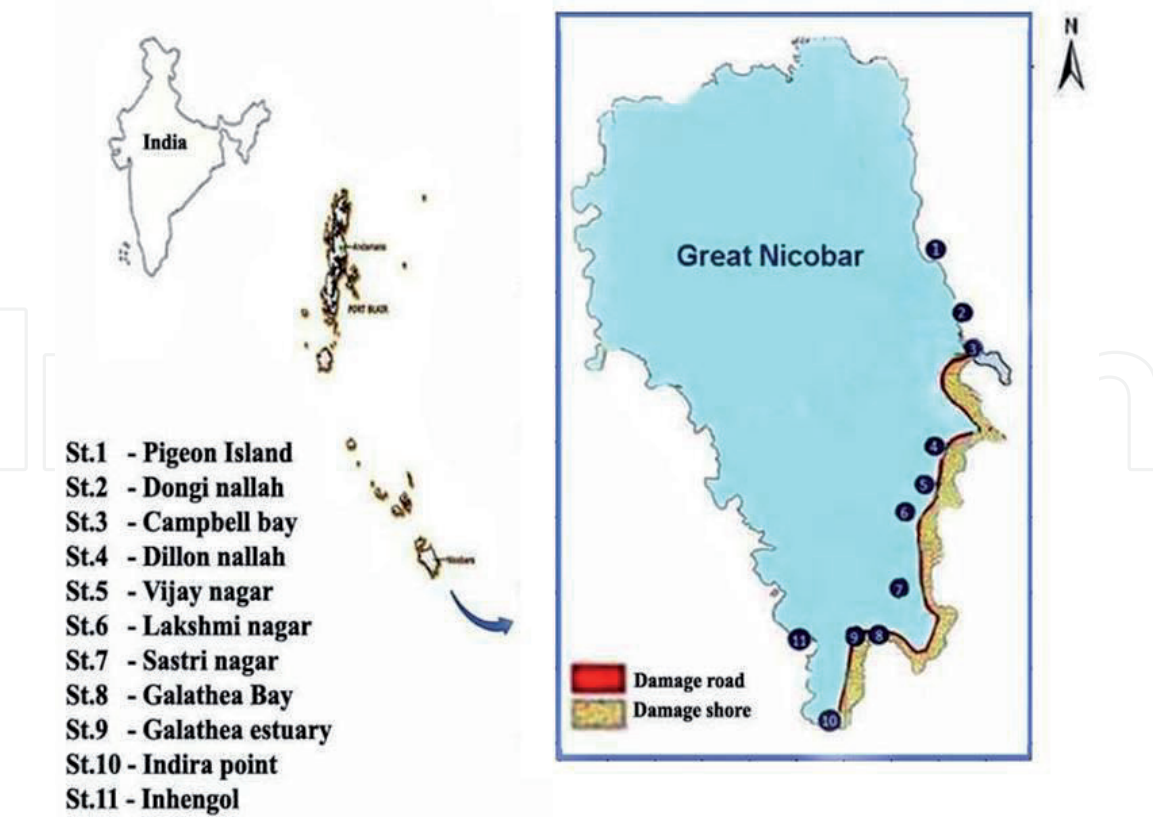 India
Andamans
PORT BLAIR
Nicobars
St.1 - Pigeon Island
St.2 - Dongi nallah
St.3 - Campbell bay
St.4 - Dillon nallah
St.5 - Vijay nagar
St.6 - Lakshmi nagar
St.7 - Sastri nagar
St.8 - Galathea Bay
St.9 - Galathea estuary
St.10 - Indira point
St.11 - Inhengol
N
Great Nicobar
1
2
3
4
5
6
7
11
9
8
10
Damage road
Damage shore